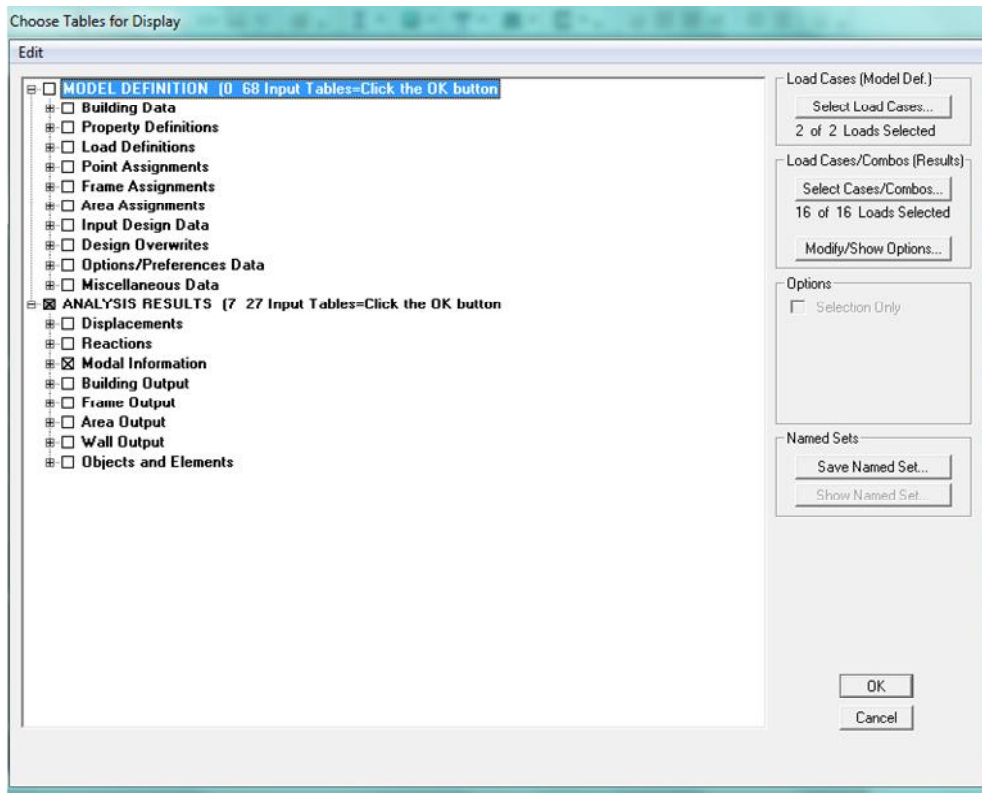 Choose Tables for Display
Edit
MODEL DEFINITION (0 68 Input Tables=Click the OK button
Building Data
Property Definitions
Load Definitions
Point Assignments
Frame Assignments
Area Assignments
Input Design Data
Design Overwrites
Options/Preferences Data
Miscellaneous Data
ANALYSIS RESULTS (7 27 Input Tables=Click the OK button
Displacements
Reactions
Modal Information
Building Output
Frame Output
Area Output
Wall Output
Objects and Elements
Load Cases (Model Def.)
Select Load Cases...
2 of 2 Loads Selected
Load Cases/Combos (Results)
Select Cases/Combos...
16 of 16 Loads Selected
Modify/Show Options...
Options
Selection Only
Named Sets
Save Named Set...
Show Named Set...
OK
Cancel